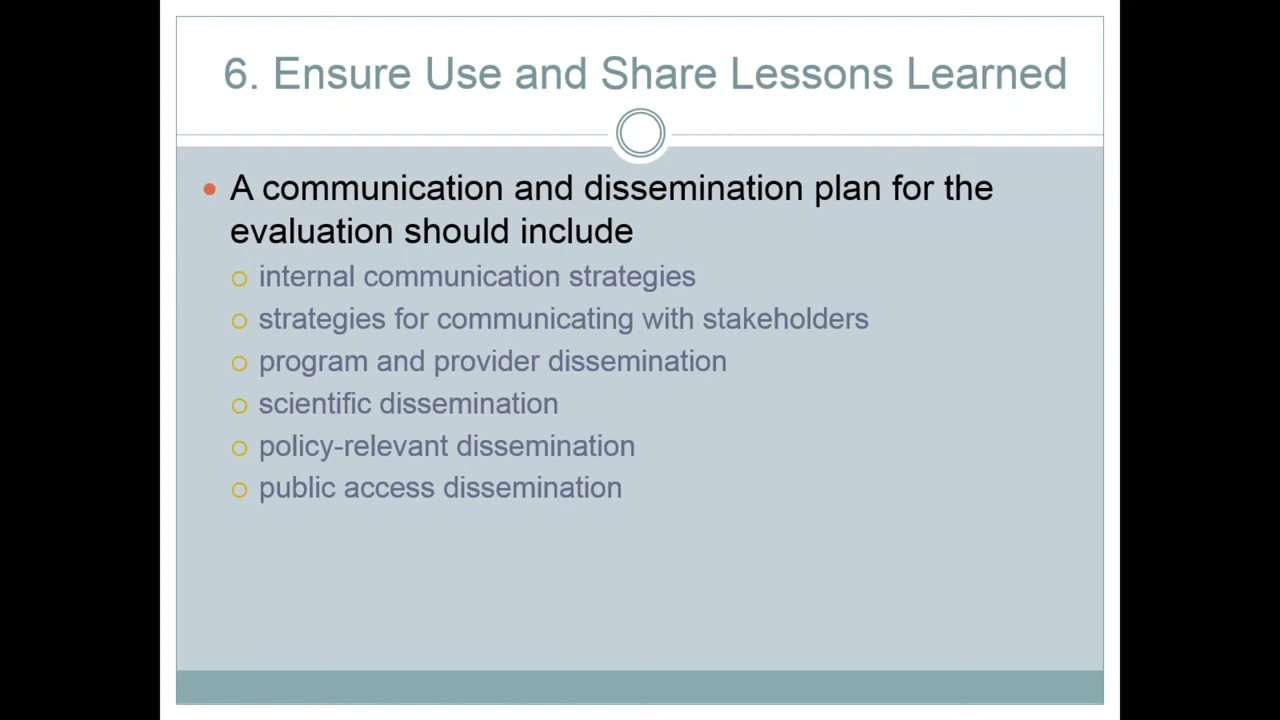 6. Ensure Use and Share Lessons Learned
A communication and dissemination plan for the
evaluation should include
internal communication strategies
strategies for communicating with stakeholders
program and provider dissemination
scientific dissemination
policy-relevant dissemination
public access dissemination